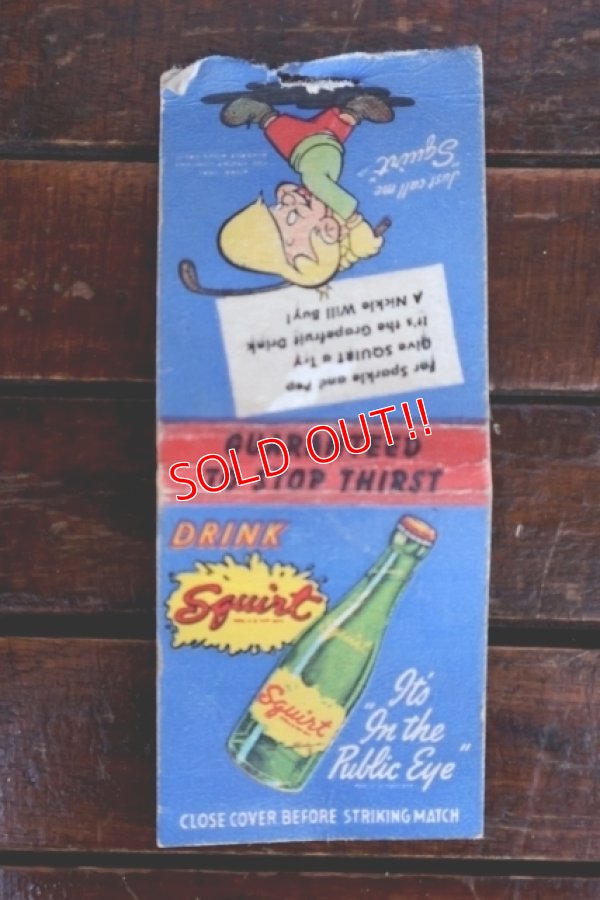 Just call me
"Squirt"
For Sparkle and Pep
Give SQUIRT a Try
It's the Grapefruit Drink
A Nickle Will Buy!
GUARANTEED
TO STOP THIRST
SOLD OUT!!
DRINK
Squirt
Squirt
Squirt
It's
"In the
Public Eye"
CLOSE COVER BEFORE STRIKING MATCH